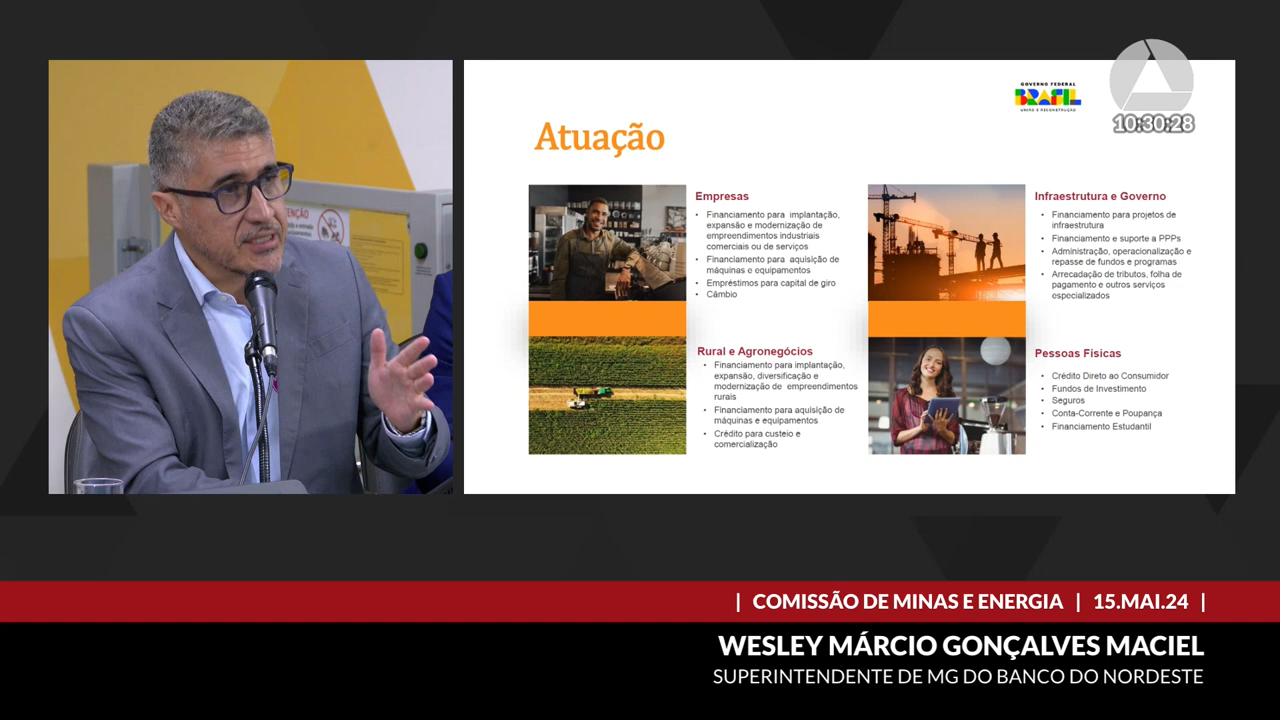 GOVERNO FEDERAL
BRASIL
UNIÃO E RECONSTRUÇÃO
10:30:28
Atuação
Empresas
• Financiamento para implantação,
expansão e modernização de
empreendimentos industriais
comerciais ou de serviços
• Financiamento para aquisição de
máquinas e equipamentos
• Empréstimos para capital de giro
• Câmbio
Infraestrutura e Governo
• Financiamento para projetos de
infraestrutura
• Financiamento e suporte a PPPs
• Administração, operacionalização e
repasse de fundos e programas
• Arrecadação de tributos, folha de
pagamento e outros serviços
especializados
Rural e Agronegócios
• Financiamento para implantação,
expansão, diversificação e
modernização de empreendimentos
rurais
• Financiamento para aquisição de
máquinas e equipamentos
• Crédito para custeio e
comercialização
Pessoas Físicas
• Crédito Direto ao Consumidor
• Fundos de Investimento
• Seguros
• Conta-Corrente e Poupança
• Financiamento Estudantil
| COMISSÃO DE MINAS E ENERGIA | 15.MAI.24 |
WESLEY MÁRCIO GONÇALVES MACIEL
SUPERINTENDENTE DE MG DO BANCO DO NORDESTE